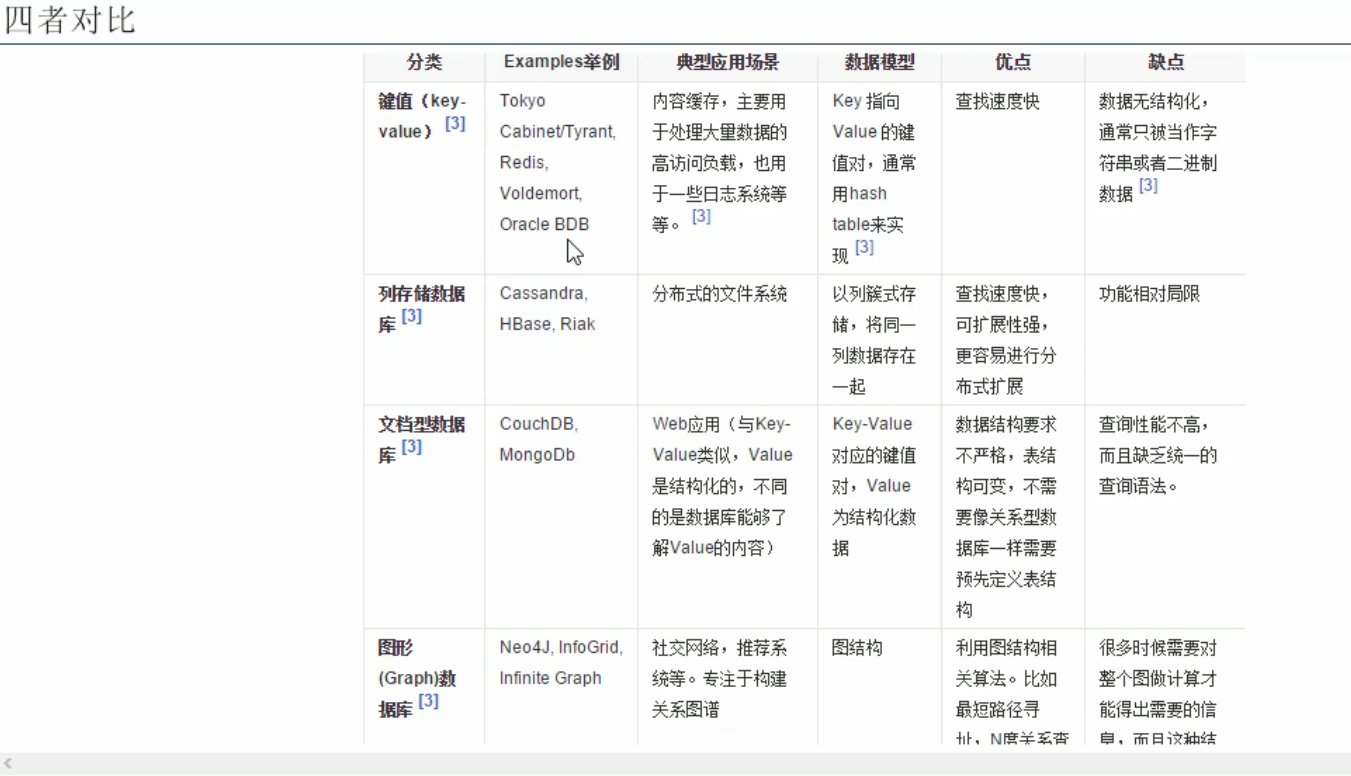 四者对比
分类
Examples举例
典型应用场景
数据模型
优点
缺点
键值（key-
value） [3]
Tokyo
Cabinet/Tyrant,
Redis,
Voldemort,
Oracle BDB
内容缓存，主要用
于处理大量数据的
高访问负载，也用
于一些日志系统等
等。 [3]
Key 指向
Value 的键
值对，通常
用hash
table来实
现 [3]
查找速度快
数据无结构化，
通常只被当作字
符串或者二进制
数据 [3]
列存储数据
库 [3]
Cassandra,
HBase, Riak
分布式的文件系统
以列簇式存
储，将同一
列数据存在
一起
查找速度快，
可扩展性强，
更容易进行分
布式扩展
功能相对局限
文档型数据
库 [3]
CouchDB,
MongoDb
Web应用（与Key-
Value类似，Value
是结构化的，不同
的是数据库能够了
解Value的内容）
Key-Value
对应的键值
对，Value
为结构化数
据
数据结构要求
不严格，表结
构可变，不需
要像关系型数
据库一样需要
预先定义表结
构
查询性能不高，
而且缺乏统一的
查询语法。
图形
(Graph)数
据库 [3]
Neo4J, InfoGrid,
Infinite Graph
社交网络，推荐系
统等。专注于构建
关系图谱
图结构
利用图结构相
关算法。比如
最短路径寻
址，N度关系查
很多时候需要对
整个图做计算才
能得出需要的信
息，而且这种结